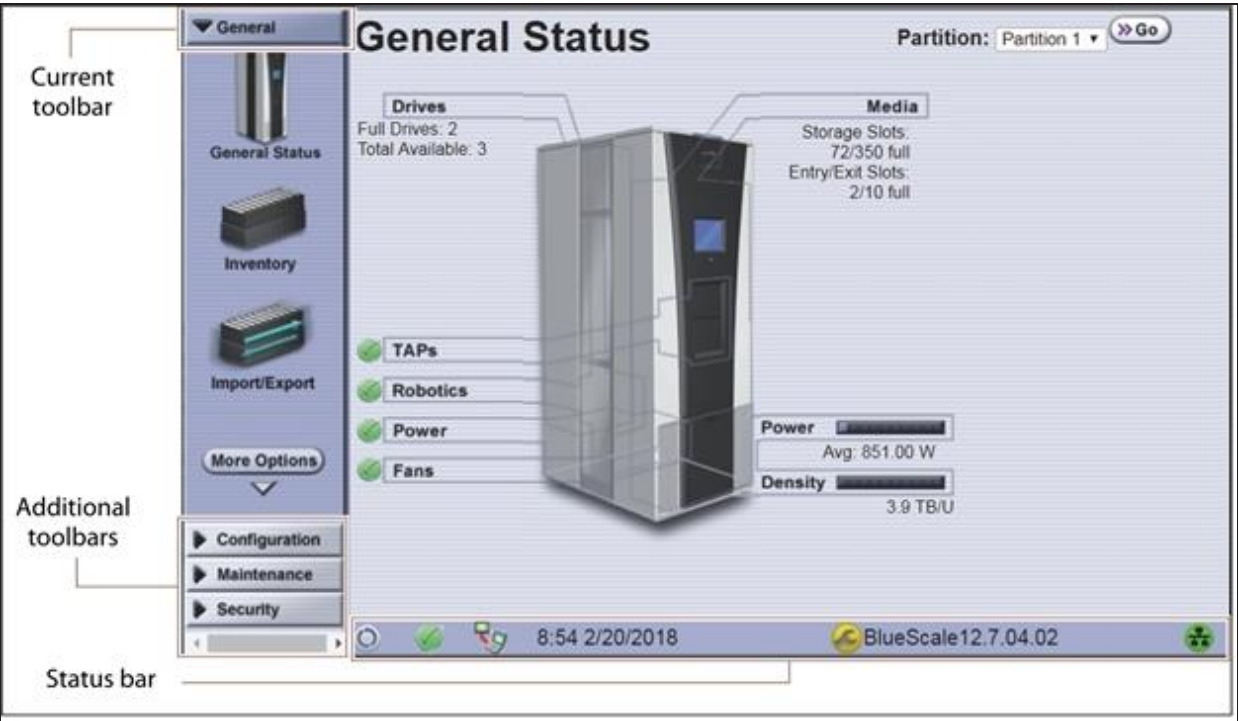 General
General Status
Partition: Partition 1
Go
Current
toolbar
General Status
Inventory
Import/Export
More Options
Additional
toolbars
Configuration
Maintenance
Security
Drives
Full Drives: 2
Total Available: 3
Media
Storage Slots:
72/350 full
Entry/Exit Slots:
2/10 full
TAPs
Robotics
Power
Fans
Power
Avg: 851.00 W
Density
3.9 TB/U
8:54 2/20/2018
BlueScale12.7.04.02
Status bar